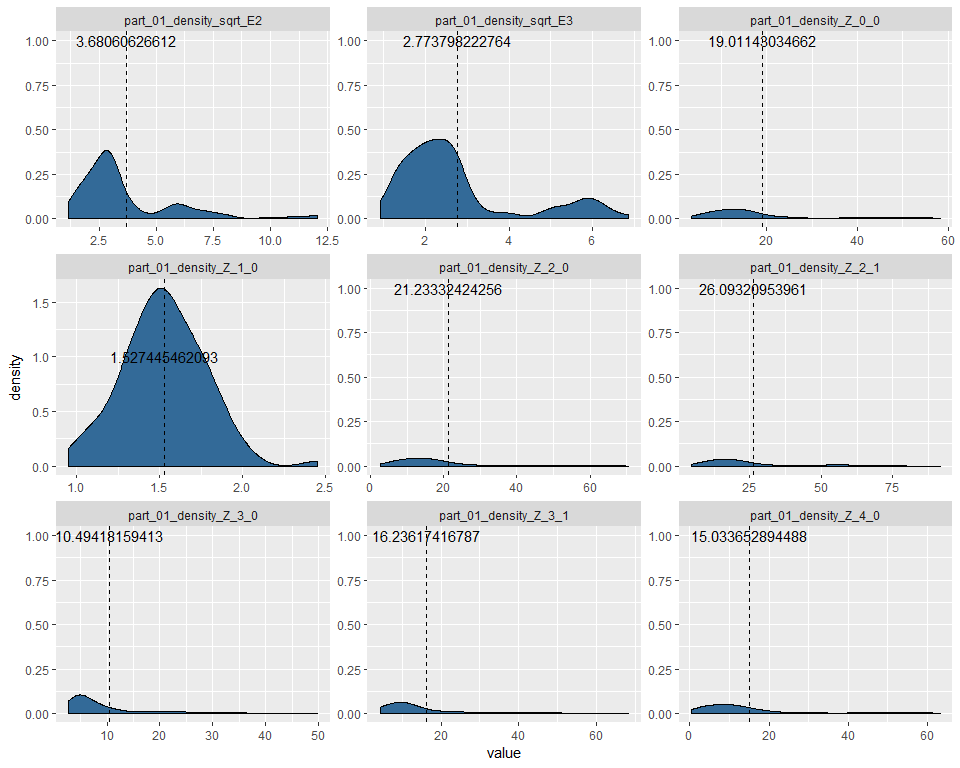 part_01_density_sqrt_E2
part_01_density_sqrt_E3
part_01_density_Z_0_0
1.00
3.68060626612
1.00
2.773798222764
1.00
19.01143034662
0.75
0.75
0.75
0.50
0.50
0.50
0.25
0.25
0.25
0.00
0.00
0.00
2.5 5.0 7.5 10.0 12.5
2 4 6
20 40 60
part_01_density_Z_1_0
part_01_density_Z_2_0
part_01_density_Z_2_1
1.5
1.00
21.23332424256
1.00
26.09320953961
0.75
0.75
1.0
1.527445462093
0.50
0.50
0.5
0.25
0.25
0.0
0.00
0.00
1.0 1.5 2.0 2.5
0 20 40 60
25 50 75
density
part_01_density_Z_3_0
part_01_density_Z_3_1
part_01_density_Z_4_0
1.00
10.49418159413
1.00
16.23617416787
1.00
15.033652894488
0.75
0.75
0.75
0.50
0.50
0.50
0.25
0.25
0.25
0.00
0.00
0.00
10 20 30 40 50
20 40 60
0 20 40 60
value